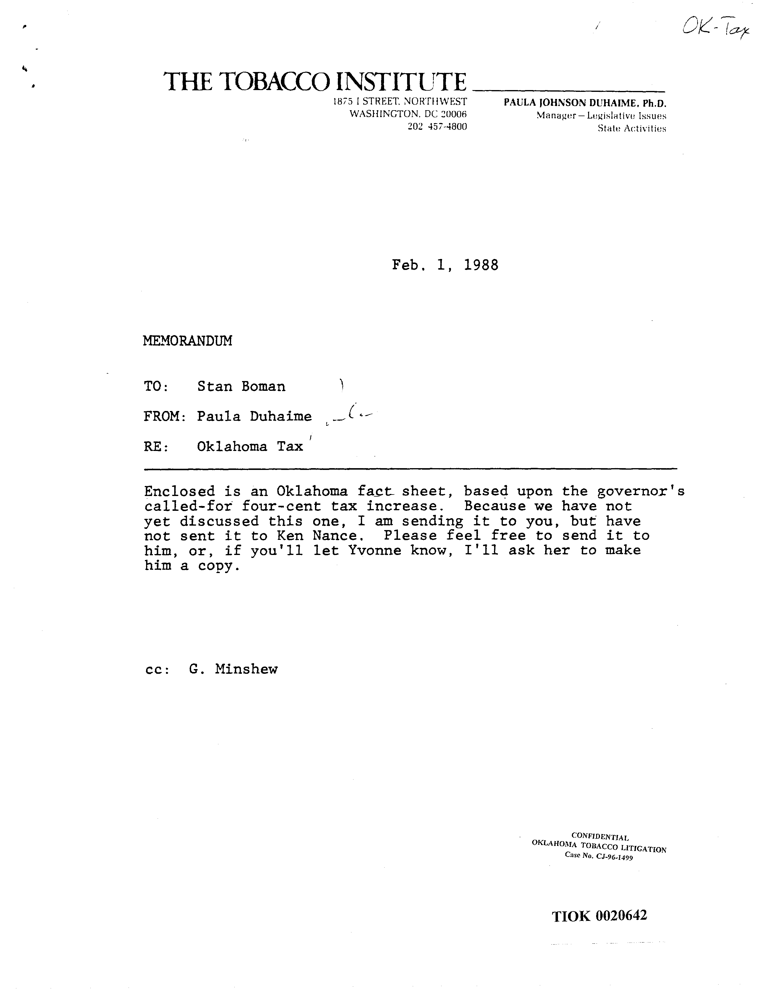 OK-Tax
THE TOBACCO INSTITUTE
1875 I STREET, NORTHWEST
WASHINGTON, DC 20006
202 457-4800
PAULA JOHNSON DUHAIME, Ph.D.
Manager — Legislative Issues
State Activities
Feb. 1, 1988
MEMORANDUM
TO: Stan Boman
FROM: Paula Duhaime
RE: Oklahoma Tax
Enclosed is an Oklahoma fact sheet, based upon the governor's
called-for four-cent tax increase. Because we have not
yet discussed this one, I am sending it to you, but have
not sent it to Ken Nance. Please feel free to send it to
him, or, if you'll let Yvonne know, I'll ask her to make
him a copy.
cc: G. Minshew
CONFIDENTIAL
OKLAHOMA TOBACCO LITIGATION
Case No. CJ-96-1499
TIOK 0020642